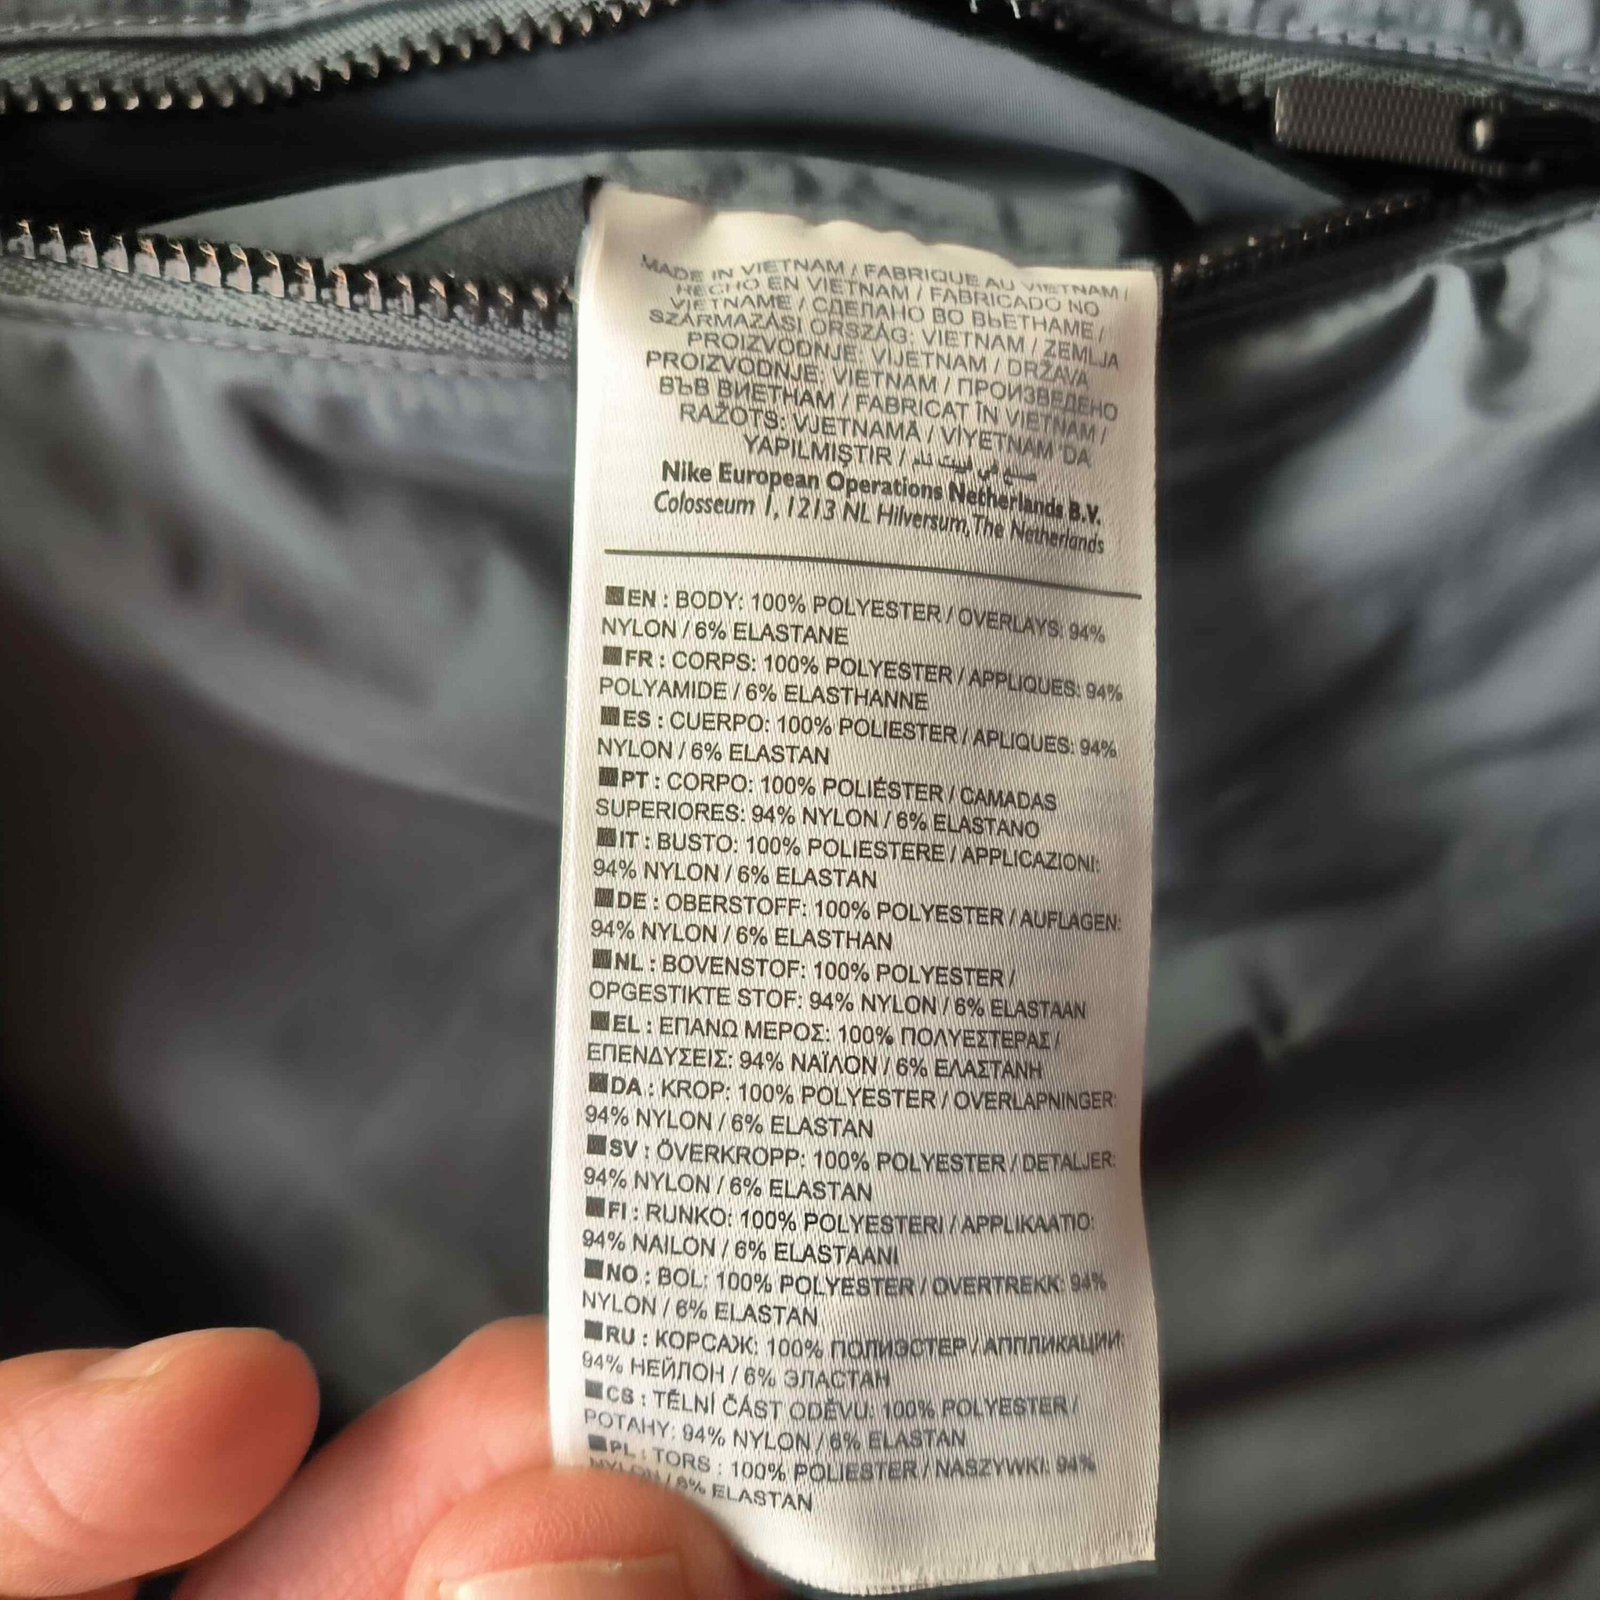 MADE IN VIETNAM / FABRIQUE AU VIETNAM /
HECHO EN VIETNAM / FABRICADO NO
VIETNAME / СДЕЛАНО ВО ВЬЕТНАМЕ /
SZÁRMAZÁSI ORSZÁG: VIETNAM / ZEMLJA
PROIZVODNJE: VIJETNAM / DRŽAVA
PROIZVODNJE: VIETNAM / ПРОИЗВЕДЕНО
ВЪВ ВИЕТНАМ / FABRICAT ÎN VIETNAM /
RAŽOTS: VJETNAMĀ / VİYETNAM 'DA
YAPILMIŞTIR / صنع في فييت نام
Nike European Operations Netherlands B.V.
Colosseum 1, 1213 NL Hilversum, The Netherlands
EN : BODY: 100% POLYESTER / OVERLAYS: 94%
NYLON / 6% ELASTANE
FR : CORPS: 100% POLYESTER / APPLIQUES: 94%
POLYAMIDE / 6% ELASTHANNE
ES : CUERPO: 100% POLIESTER / APLIQUES: 94%
NYLON / 6% ELASTAN
PT : CORPO: 100% POLIÉSTER / CAMADAS
SUPERIORES: 94% NYLON / 6% ELASTANO
IT : BUSTO: 100% POLIESTERE / APPLICAZIONI:
94% NYLON / 6% ELASTAN
DE : OBERSTOFF: 100% POLYESTER / AUFLAGEN:
94% NYLON / 6% ELASTHAN
NL : BOVENSTOF: 100% POLYESTER /
OPGESTIKTE STOF: 94% NYLON / 6% ELASTAAN
EL : ΕΠΑΝΩ ΜΕΡΟΣ: 100% ΠΟΛΥΕΣΤΕΡΑΣ /
ΕΠΕΝΔΥΣΕΙΣ: 94% ΝΑΪΛΟΝ / 6% ΕΛΑΣΤΑΝΗ
DA : KROP: 100% POLYESTER / OVERLAPNINGER:
94% NYLON / 6% ELASTAN
SV : ÖVERKROPP: 100% POLYESTER / DETALJER:
94% NYLON / 6% ELASTAN
FI : RUNKO: 100% POLYESTERI / APPLIKAATIO:
94% NAILON / 6% ELASTAANI
NO : BOL: 100% POLYESTER / OVERTREKK: 94%
NYLON / 6% ELASTAN
RU : КОРСАЖ: 100% ПОЛИЭСТЕР / АППЛИКАЦИИ:
94% НЕЙЛОН / 6% ЭЛАСТАН
CS : TĚLNÍ ČÁST ODĚVU: 100% POLYESTER /
POTAHY: 94% NYLON / 6% ELASTAN
PL : TORS : 100% POLIESTER / NASZYWKI: 94%
NYLON / 6% ELASTAN